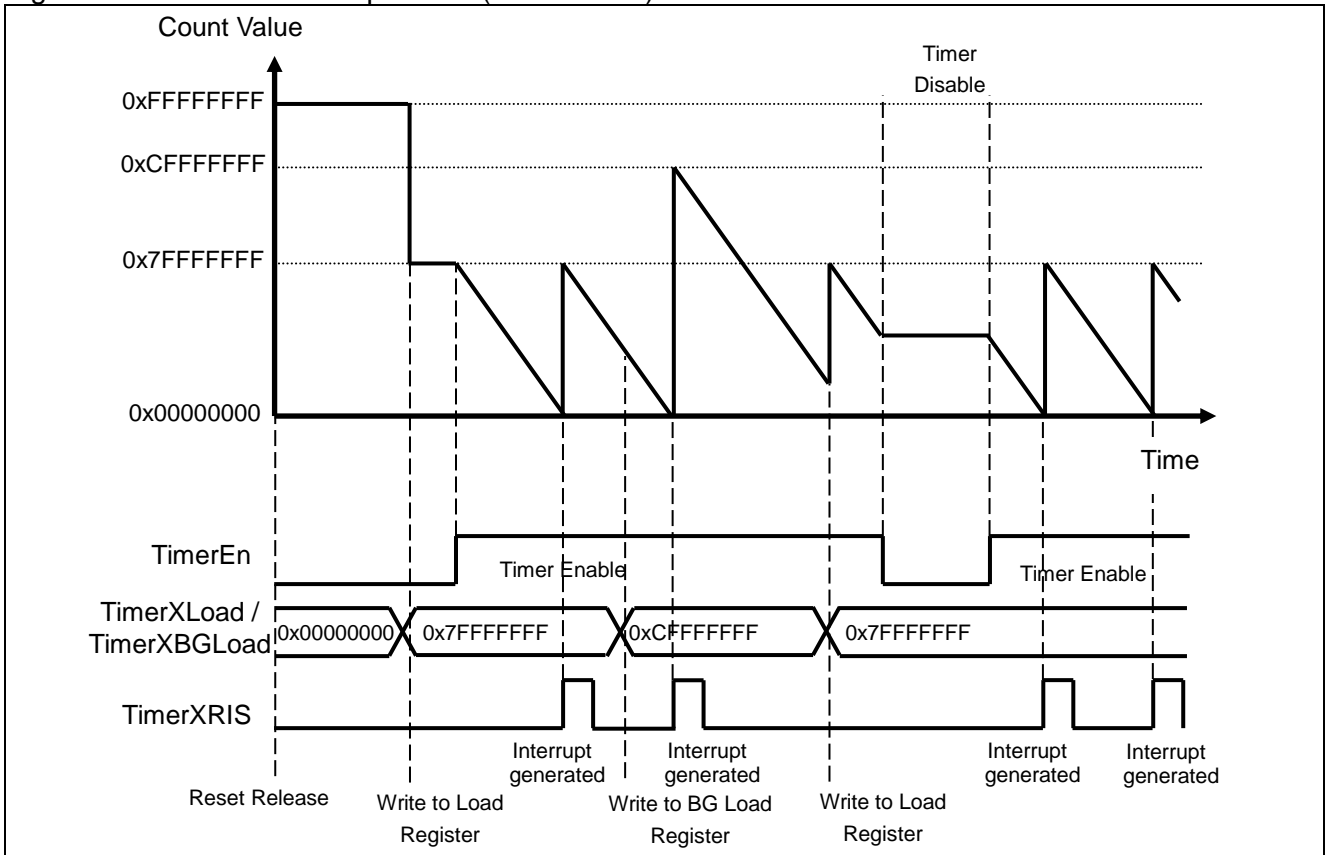 Count Value
Timer
Disable
0xFFFFFFFF
0xCFFFFFFF
0x7FFFFFFF
0x00000000
Time
TimerEn
Timer Enable
Timer Enable
TimerXLoad /
TimerXBGLoad
0x00000000
0x7FFFFFFF
0xCFFFFFFF
0x7FFFFFFF
TimerXRIS
Interrupt
generated
Interrupt
generated
Interrupt
generated
Interrupt
generated
Reset Release
Write to Load
Register
Write to BG Load
Register
Write to Load
Register